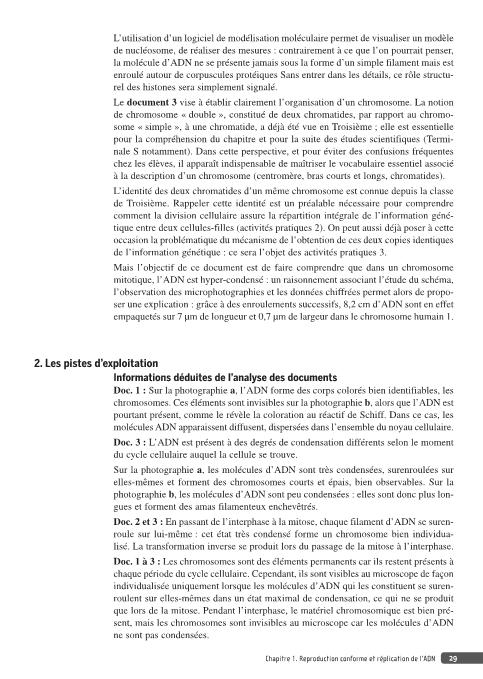 L'utilisation d'un logiciel de modélisation moléculaire permet de visualiser un modèle
de nucléosome, de réaliser des mesures : contrairement à ce que l'on pourrait penser,
la molécule d'ADN ne se présente jamais sous la forme d'un simple filament mais est
enroulé autour de corpuscules protéiques Sans entrer dans les détails, ce rôle structu-
rel des histones sera simplement signalé.
Le document 3 vise à établir clairement l'organisation d'un chromosome. La notion
de chromosome « double », constitué de deux chromatides, par rapport au chromo-
some « simple », à une chromatide, a déjà été vue en Troisième ; elle est essentielle
pour la compréhension du chapitre et pour la suite des études scientifiques (Termi-
nale S notamment). Dans cette perspective, et pour éviter des confusions fréquentes
chez les élèves, il apparaît indispensable de maîtriser le vocabulaire essentiel associé
à la description d'un chromosome (centromère, bras courts et longs, chromatides).
L'identité des deux chromatides d'un même chromosome est connue depuis la classe
de Troisième. Rappeler cette identité est un préalable nécessaire pour comprendre
comment la division cellulaire assure la répartition intégrale de l'information géné-
tique entre deux cellules-filles (activités pratiques 2). On peut aussi déjà poser à cette
occasion la problématique du mécanisme de l'obtention de ces deux copies identiques
de l'information génétique : ce sera l'objet des activités pratiques 3.
Mais l'objectif de ce document est de faire comprendre que dans un chromosome
mitotique, l'ADN est hyper-condensé : un raisonnement associant l'étude du schéma,
l'observation des microphotographies et les données chiffrées permet alors de propo-
ser une explication : grâce à des enroulements successifs, 8,2 cm d'ADN sont en effet
empaquetés sur 7 µm de longueur et 0,7 µm de largeur dans le chromosome humain 1.
2. Les pistes d'exploitation
Informations déduites de l'analyse des documents
Doc. 1 : Sur la photographie a, l'ADN forme des corps colorés bien identifiables, les
chromosomes. Ces éléments sont invisibles sur la photographie b, alors que l'ADN est
pourtant présent, comme le révèle la coloration au réactif de Schiff. Dans ce cas, les
molécules ADN apparaissent diffusent, dispersées dans l'ensemble du noyau cellulaire.
Doc. 3 : L'ADN est présent à des degrés de condensation différents selon le moment
du cycle cellulaire auquel la cellule se trouve.
Sur la photographie a, les molécules d'ADN sont très condensées, surenroulées sur
elles-mêmes et forment des chromosomes courts et épais, bien observables. Sur la
photographie b, les molécules d'ADN sont peu condensées : elles sont donc plus lon-
gues et forment des amas filamenteux enchevêtrés.
Doc. 2 et 3 : En passant de l'interphase à la mitose, chaque filament d'ADN se suren-
roule sur lui-même : cet état très condensé forme un chromosome bien individua-
lisé. La transformation inverse se produit lors du passage de la mitose à l'interphase.
Doc. 1 à 3 : Les chromosomes sont des éléments permanents car ils restent présents à
chaque période du cycle cellulaire. Cependant, ils sont visibles au microscope de façon
individualisée uniquement lorsque les molécules d'ADN qui les constituent se suren-
roulent sur elles-mêmes dans un état maximal de condensation, ce qui ne se produit
que lors de la mitose. Pendant l'interphase, le matériel chromosomique est bien pré-
sent, mais les chromosomes sont invisibles au microscope car les molécules d'ADN
ne sont pas condensées.
Chapitre 1. Reproduction conforme et réplication de l'ADN 29